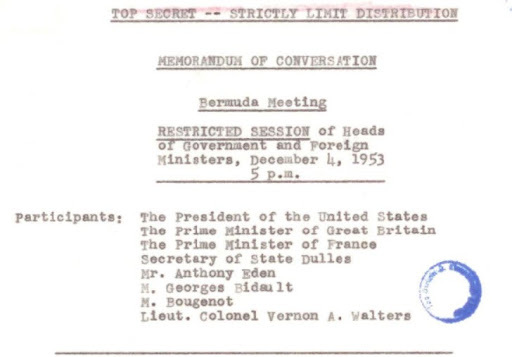 TOP SECRET -- STRICTLY LIMIT DISTRIBUTION
MEMORANDUM OF CONVERSATION
Bermuda Meeting
RESTRICTED SESSION of Heads
of Government and Foreign
Ministers, December 4, 1953
5 p.m.
Participants: The President of the United States
The Prime Minister of Great Britain
The Prime Minister of France
Secretary of State Dulles
Mr. Anthony Eden
M. Georges Bidault
M. Bougenot
Lieut. Colonel Vernon A. Walters